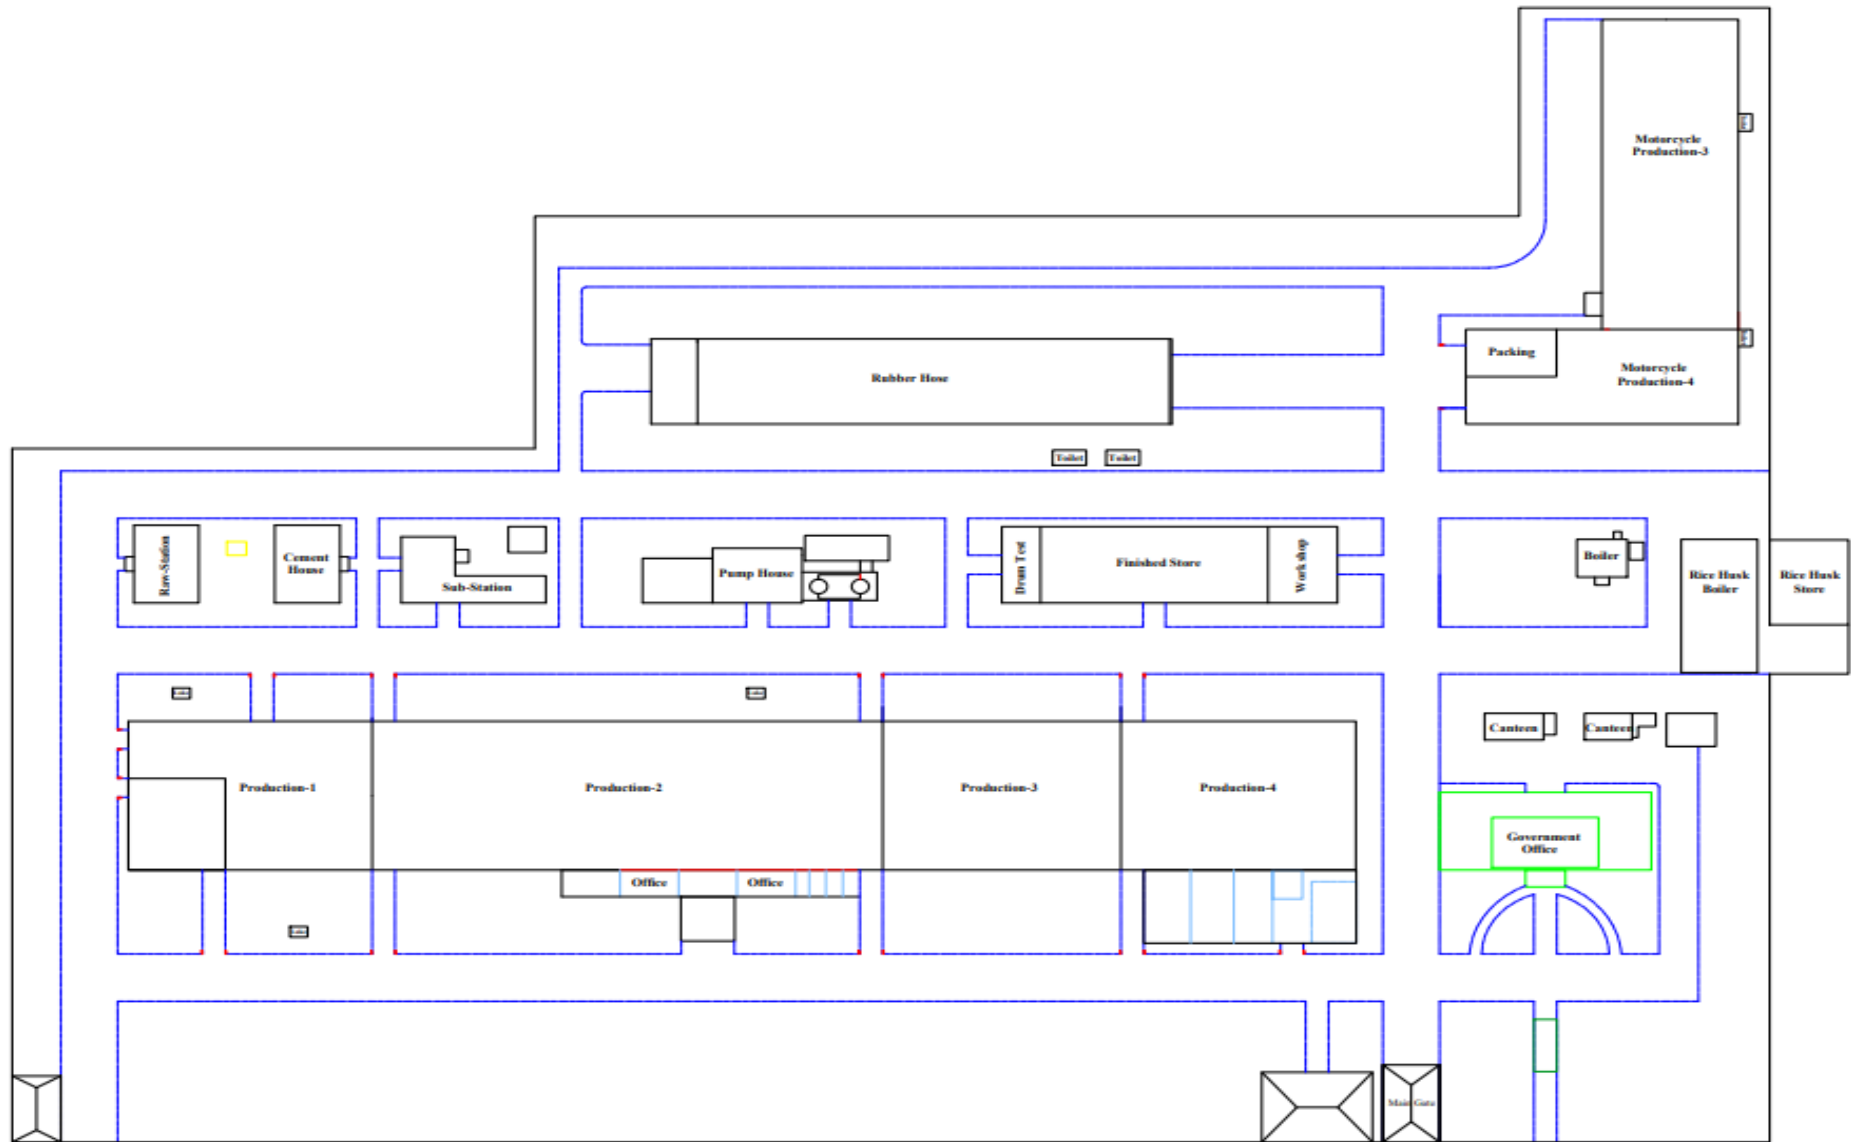 Motorcycle
Production-3
Packing
Motorcycle
Production-4
Rubber Hose
Toilet
Toilet
Raw-Station
Cement
House
Sub-Station
Pump House
Drum Test
Finished Store
Work shop
Boiler
Rice Husk
Boiler
Rice Husk
Store
Canteen
Canteen
Production-1
Production-2
Production-3
Production-4
Government
Office
Office
Office
Main Gate